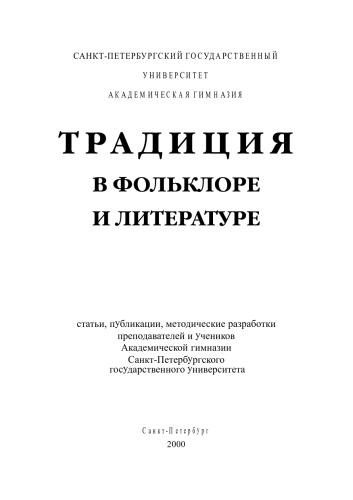 САНКТ-ПЕТЕРБУРГСКИЙ ГОСУДАРСТВЕННЫЙ
УНИВЕРСИТЕТ
АКАДЕМИЧЕСКАЯ ГИМНАЗИЯ
ТРАДИЦИЯ
В ФОЛЬКЛОРЕ
И ЛИТЕРАТУРЕ
статьи, публикации, методические разработки
преподавателей и учеников
Академической гимназии
Санкт-Петербургского
государственного университета
Санкт-Петербург
2000